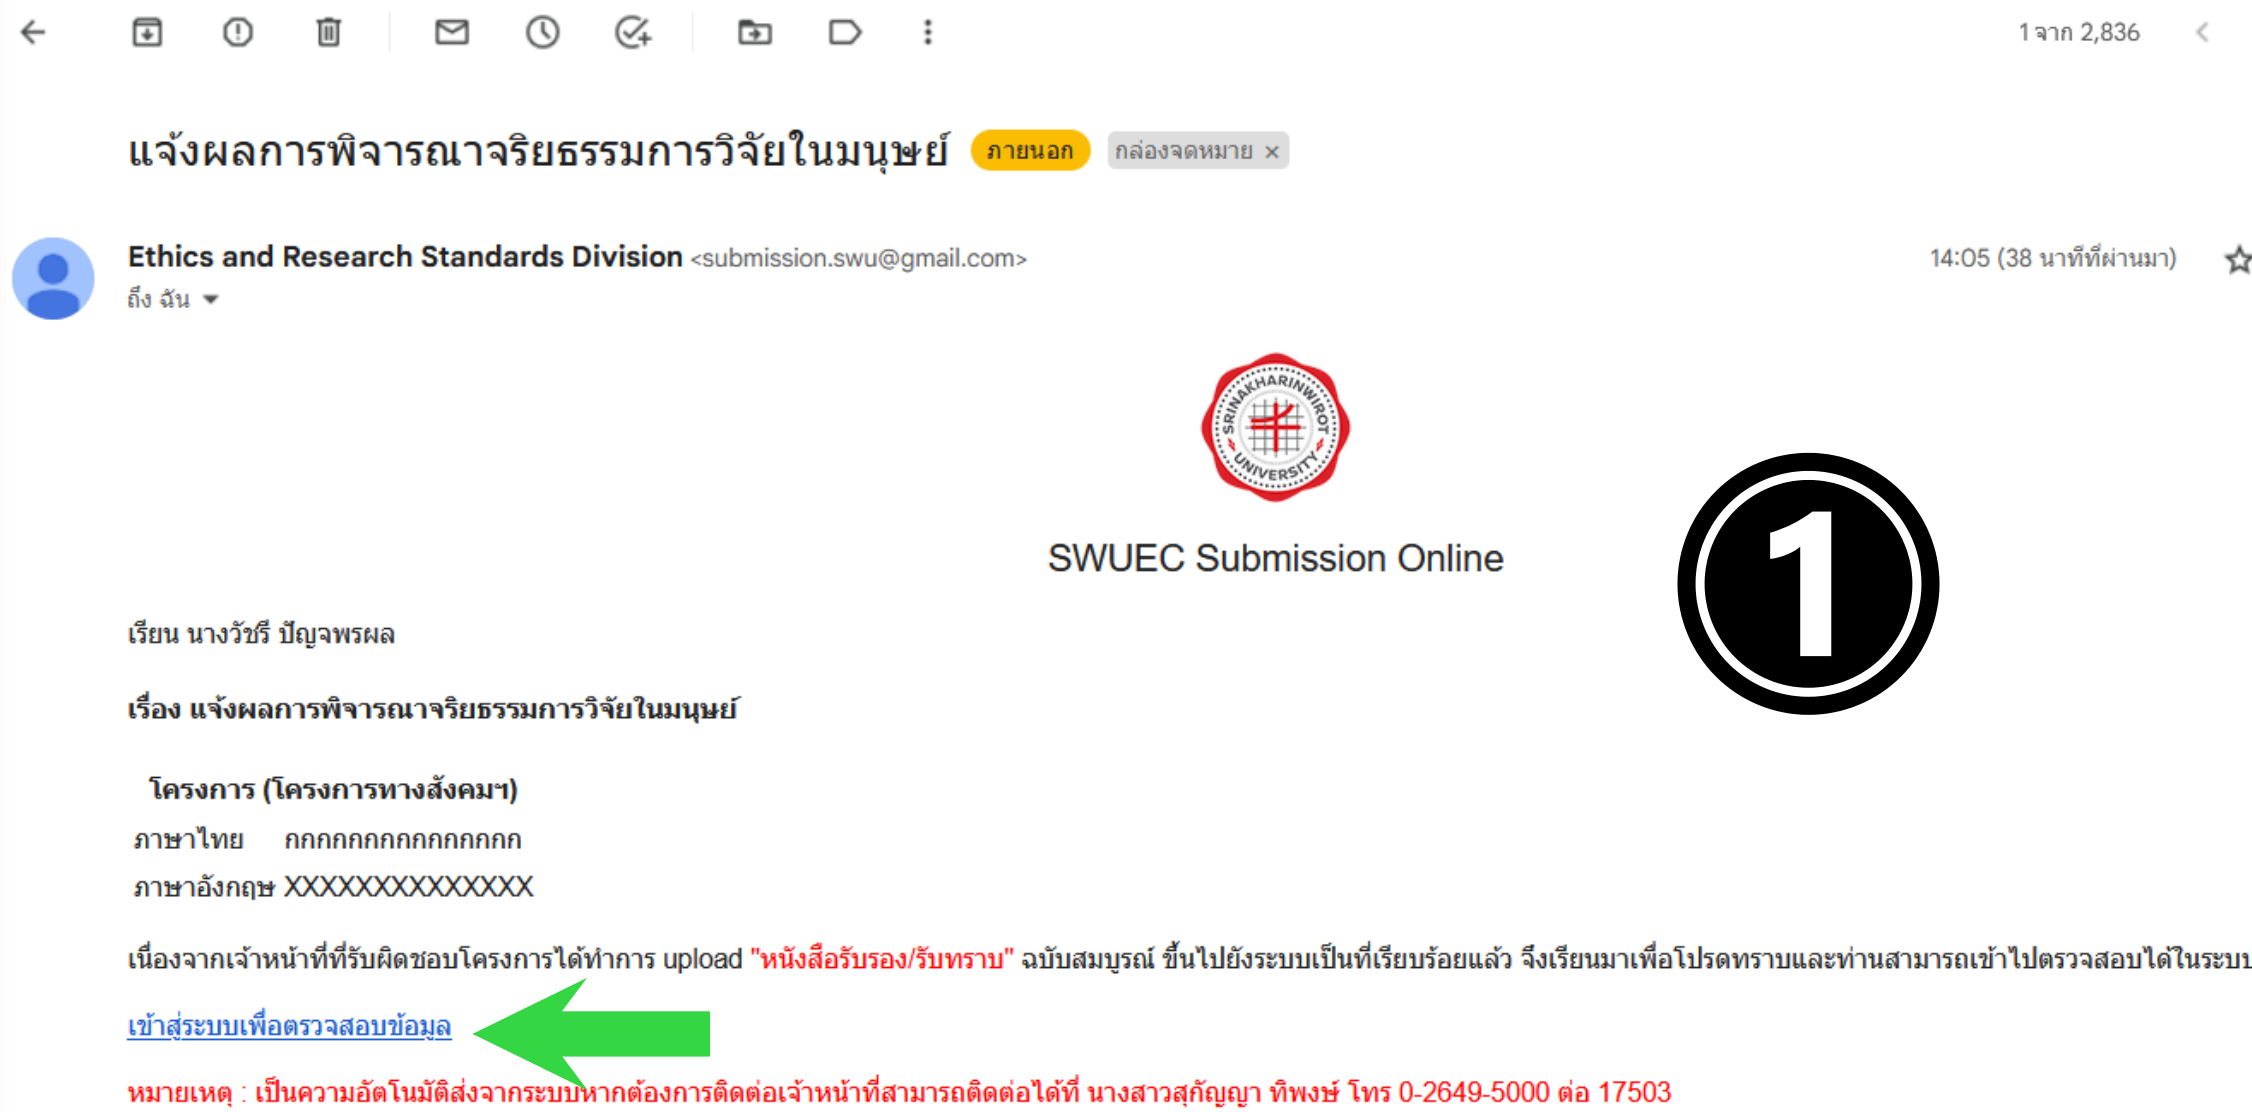 1 จาก 2,836
แจ้งผลการพิจารณาจริยธรรมการวิจัยในมนุษย์ ภายนอก กล่องจดหมาย ×
Ethics and Research Standards Division <submission.swu@gmail.com> 14:05 (38 นาทีที่ผ่านมา)
ถึง ฉัน
SRINAKHARINWIROT UNIVERSITY
SWUEC Submission Online
1
เรียน นางวัชรี ปัญจพรผล
เรื่อง แจ้งผลการพิจารณาจริยธรรมการวิจัยในมนุษย์
โครงการ (โครงการทางสังคมฯ)
ภาษาไทย กกกกกกกกกกกกกกก
ภาษาอังกฤษ XXXXXXXXXXXXXX
เนื่องจากเจ้าหน้าที่ที่รับผิดชอบโครงการได้ทำการ upload "หนังสือรับรอง/รับทราบ" ฉบับสมบูรณ์ ขึ้นไปยังระบบเป็นที่เรียบร้อยแล้ว จึงเรียนมาเพื่อโปรดทราบและท่านสามารถเข้าไปตรวจสอบได้ในระบบ
เข้าสู่ระบบเพื่อตรวจสอบข้อมูล
หมายเหตุ : เป็นความอัตโนมัติส่งจากระบบหากต้องการติดต่อเจ้าหน้าที่สามารถติดต่อได้ที่ นางสาวสุกัญญา ทิพงษ์ โทร 0-2649-5000 ต่อ 17503